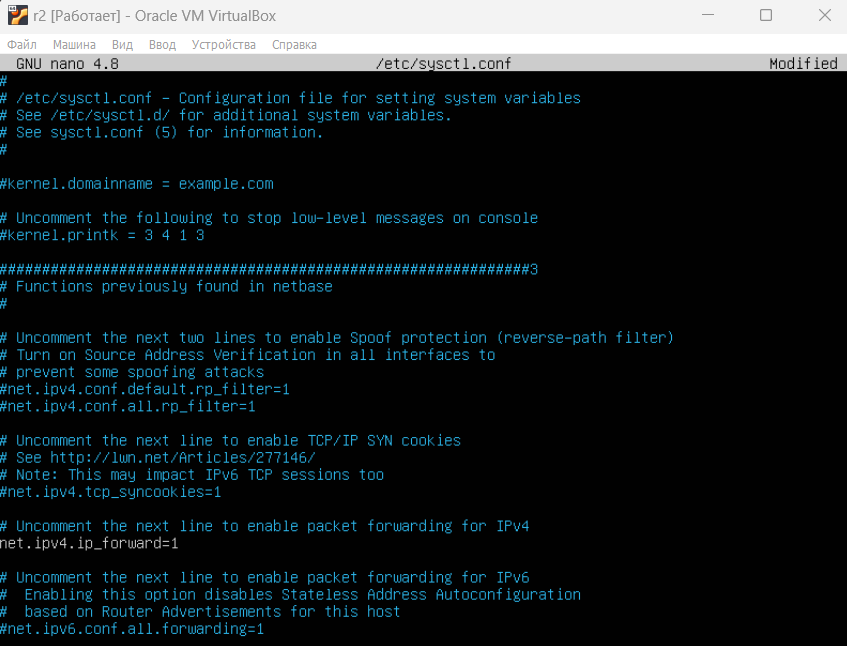 r2 [Работает] - Oracle VM VirtualBox
Файл Машина Вид Ввод Устройства Справка
GNU nano 4.8 /etc/sysctl.conf Modified
#
# /etc/sysctl.conf - Configuration file for setting system variables
# See /etc/sysctl.d/ for additional system variables.
# See sysctl.conf (5) for information.
#
#kernel.domainname = example.com
# Uncomment the following to stop low-level messages on console
#kernel.printk = 3 4 1 3
##############################################################3
# Functions previously found in netbase
#
# Uncomment the next two lines to enable Spoof protection (reverse-path filter)
# Turn on Source Address Verification in all interfaces to
# prevent some spoofing attacks
#net.ipv4.conf.default.rp_filter=1
#net.ipv4.conf.all.rp_filter=1
# Uncomment the next line to enable TCP/IP SYN cookies
# See http://lwn.net/Articles/277146/
# Note: This may impact IPv6 TCP sessions too
#net.ipv4.tcp_syncookies=1
# Uncomment the next line to enable packet forwarding for IPv4
net.ipv4.ip_forward=1
# Uncomment the next line to enable packet forwarding for IPv6
#  Enabling this option disables Stateless Address Autoconfiguration
#  based on Router Advertisements for this host
#net.ipv6.conf.all.forwarding=1